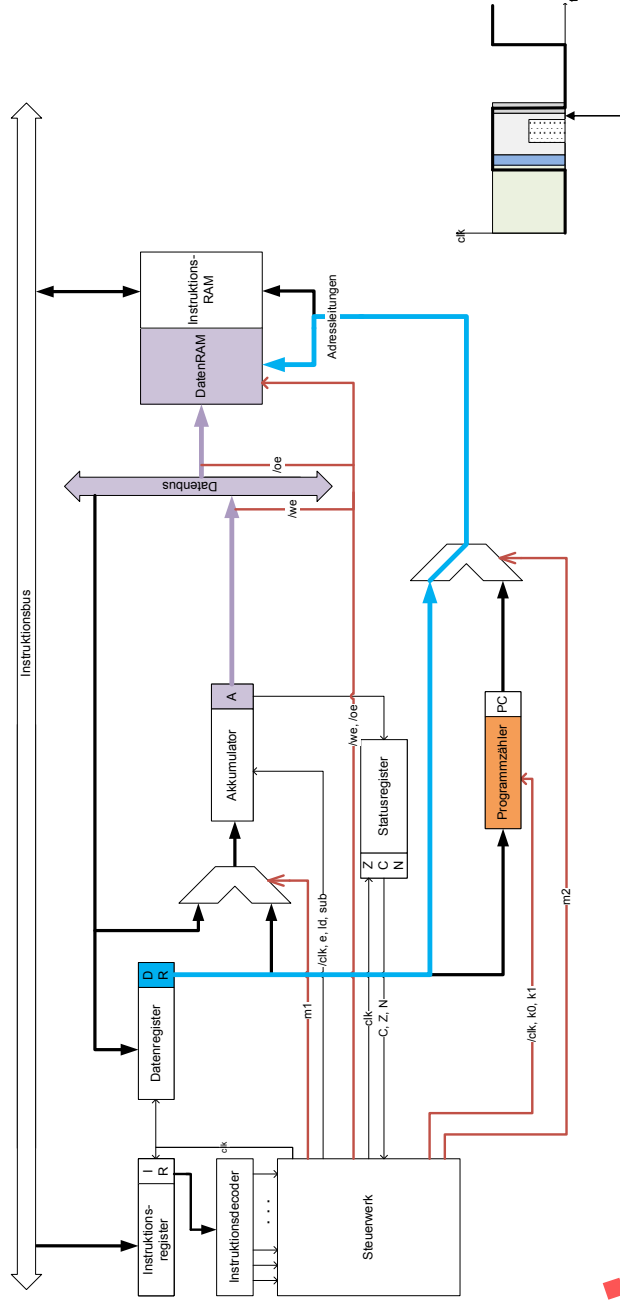 Instruktionsbus
Instruktions-
register
I
R
Datenregister
D
R
Instruktionsdecoder
. . .
Steuerwerk
clk
m1
/clk, e, ld, sub
/we, /oe
clk
C, Z, N
/clk, k0, k1
m2
Akkumulator
A
Statusregister
Z
C
N
Programmzähler
PC
Datenbus
/we
/oe
DatenRAM
Instruktions-
RAM
Adressleitungen
clk